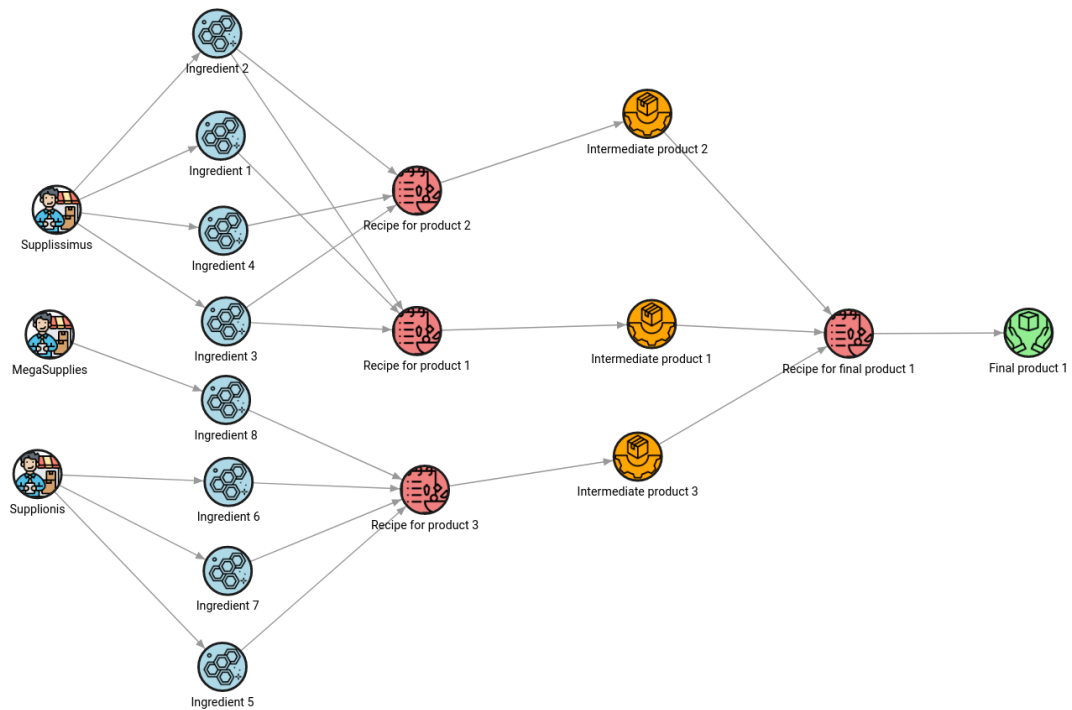 Ingredient 2
Intermediate product 2
Ingredient 1
Recipe for product 2
Supplissimus
Ingredient 4
Ingredient 3
Intermediate product 1
Recipe for product 1
Recipe for final product 1
Final product 1
MegaSupplies
Ingredient 8
Intermediate product 3
Supplionis
Ingredient 6
Recipe for product 3
Ingredient 7
Ingredient 5